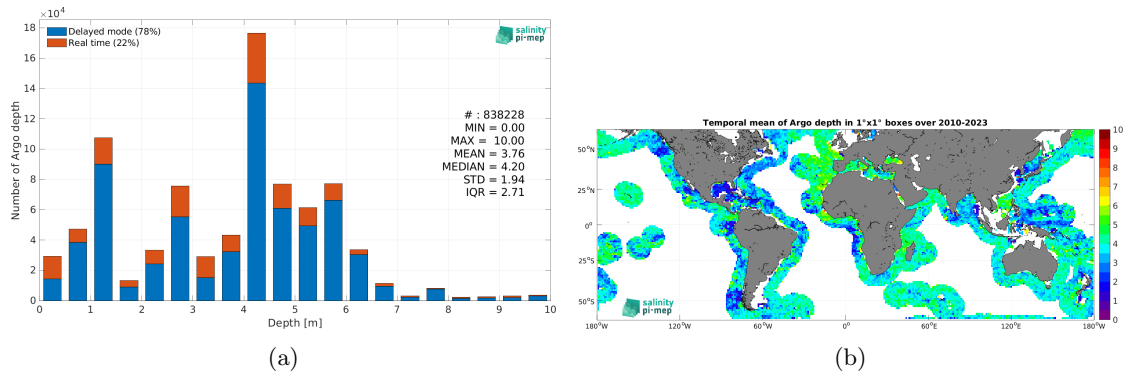 ×10⁴
18
16
14
12
10
8
6
4
2
0
Number of Argo depth
Delayed mode (78%)
Real time (22%)
salinity
pi-mep
# : 838228
MIN = 0.00
MAX = 10.00
MEAN = 3.76
MEDIAN = 4.20
STD = 1.94
IQR = 2.71
0 1 2 3 4 5 6 7 8 9 10
Depth [m]
(a)
Temporal mean of Argo depth in 1°x1° boxes over 2010-2023
50°N
25°N
0°
25°S
50°S
salinity
pi-mep
180°W 120°W 60°W 0° 60°E 120°E 180°W
10
9
8
7
6
5
4
3
2
1
0
(b)